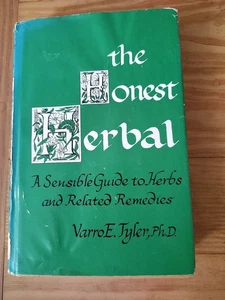 the
Honest
Herbal
A Sensible Guide to Herbs
and Related Remedies
Varro E. Tyler, Ph.D.